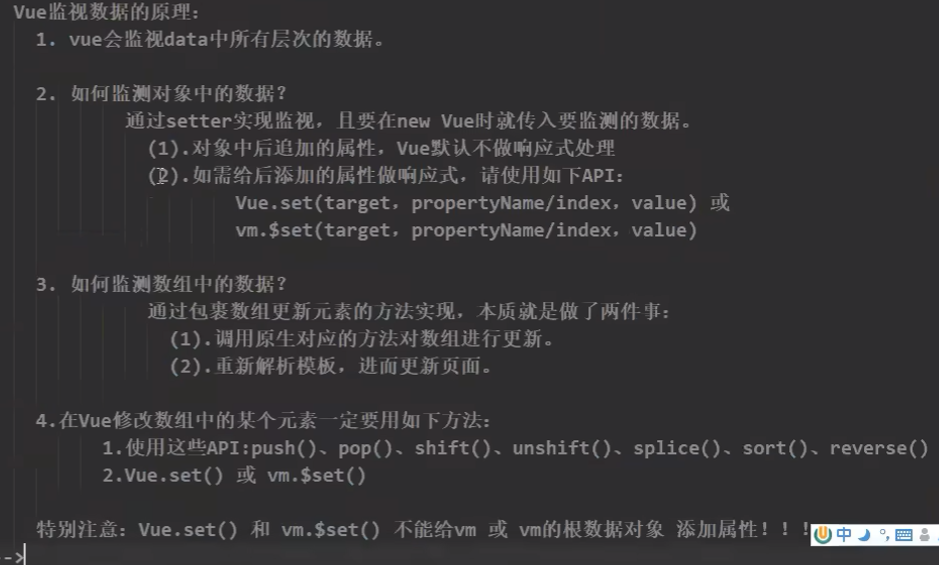 Vue监视数据的原理：
1. vue会监视data中所有层次的数据。
2. 如何监测对象中的数据？
通过setter实现监视，且要在new Vue时就传入要监测的数据。
(1).对象中后追加的属性，Vue默认不做响应式处理
(2).如需给后添加的属性做响应式，请使用如下API：
Vue.set(target，propertyName/index，value) 或
vm.$set(target，propertyName/index，value)
3. 如何监测数组中的数据？
通过包裹数组更新元素的方法实现，本质就是做了两件事：
(1).调用原生对应的方法对数组进行更新。
(2).重新解析模板，进而更新页面。
4.在Vue修改数组中的某个元素一定要用如下方法：
1.使用这些API:push()、pop()、shift()、unshift()、splice()、sort()、reverse()
2.Vue.set() 或 vm.$set()
特别注意：Vue.set() 和 vm.$set() 不能给vm 或 vm的根数据对象 添加属性！！！
中
->